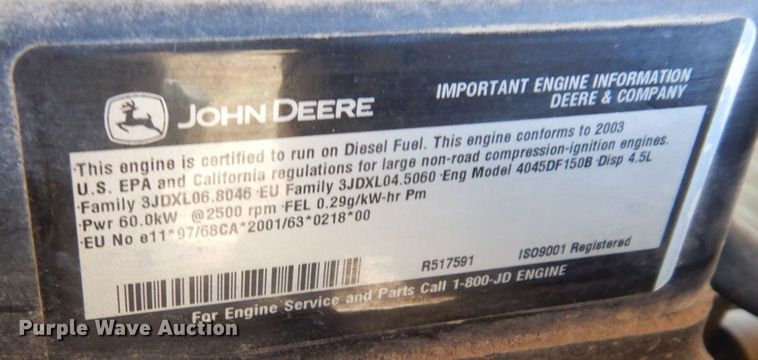 JOHN DEERE
IMPORTANT ENGINE INFORMATION
DEERE & COMPANY
·This engine is certified to run on Diesel Fuel. This engine conforms to 2003
U.S. EPA and California regulations for large non-road compression-ignition engines.
·Family 3JDXL06.8046 ·EU Family 3JDXL04.5060 ·Eng Model 4045DF150B ·Disp 4.5L
·Pwr 60.0kW @2500 rpm ·FEL 0.29g/kW-hr Pm
·EU No e11*97/68CA*2001/63*0218*00
R517591 ISO9001 Registered
For Engine Service and Parts Call 1-800-JD ENGINE
Purple Wave Auction